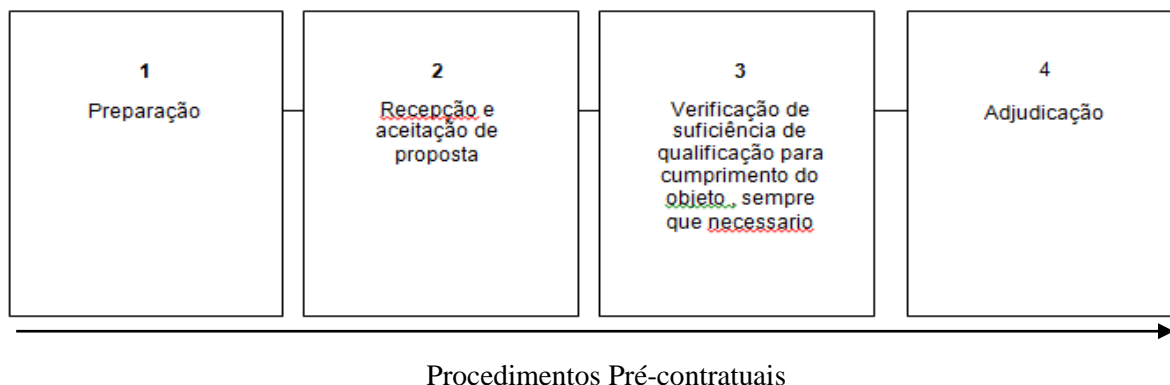 1
Preparação
2
Recepção e
aceitação de
proposta
3
Verificação de
suficiência de
qualificação para
cumprimento do
objeto , sempre
que necessario
4
Adjudicação
Procedimentos Pré-contratuais